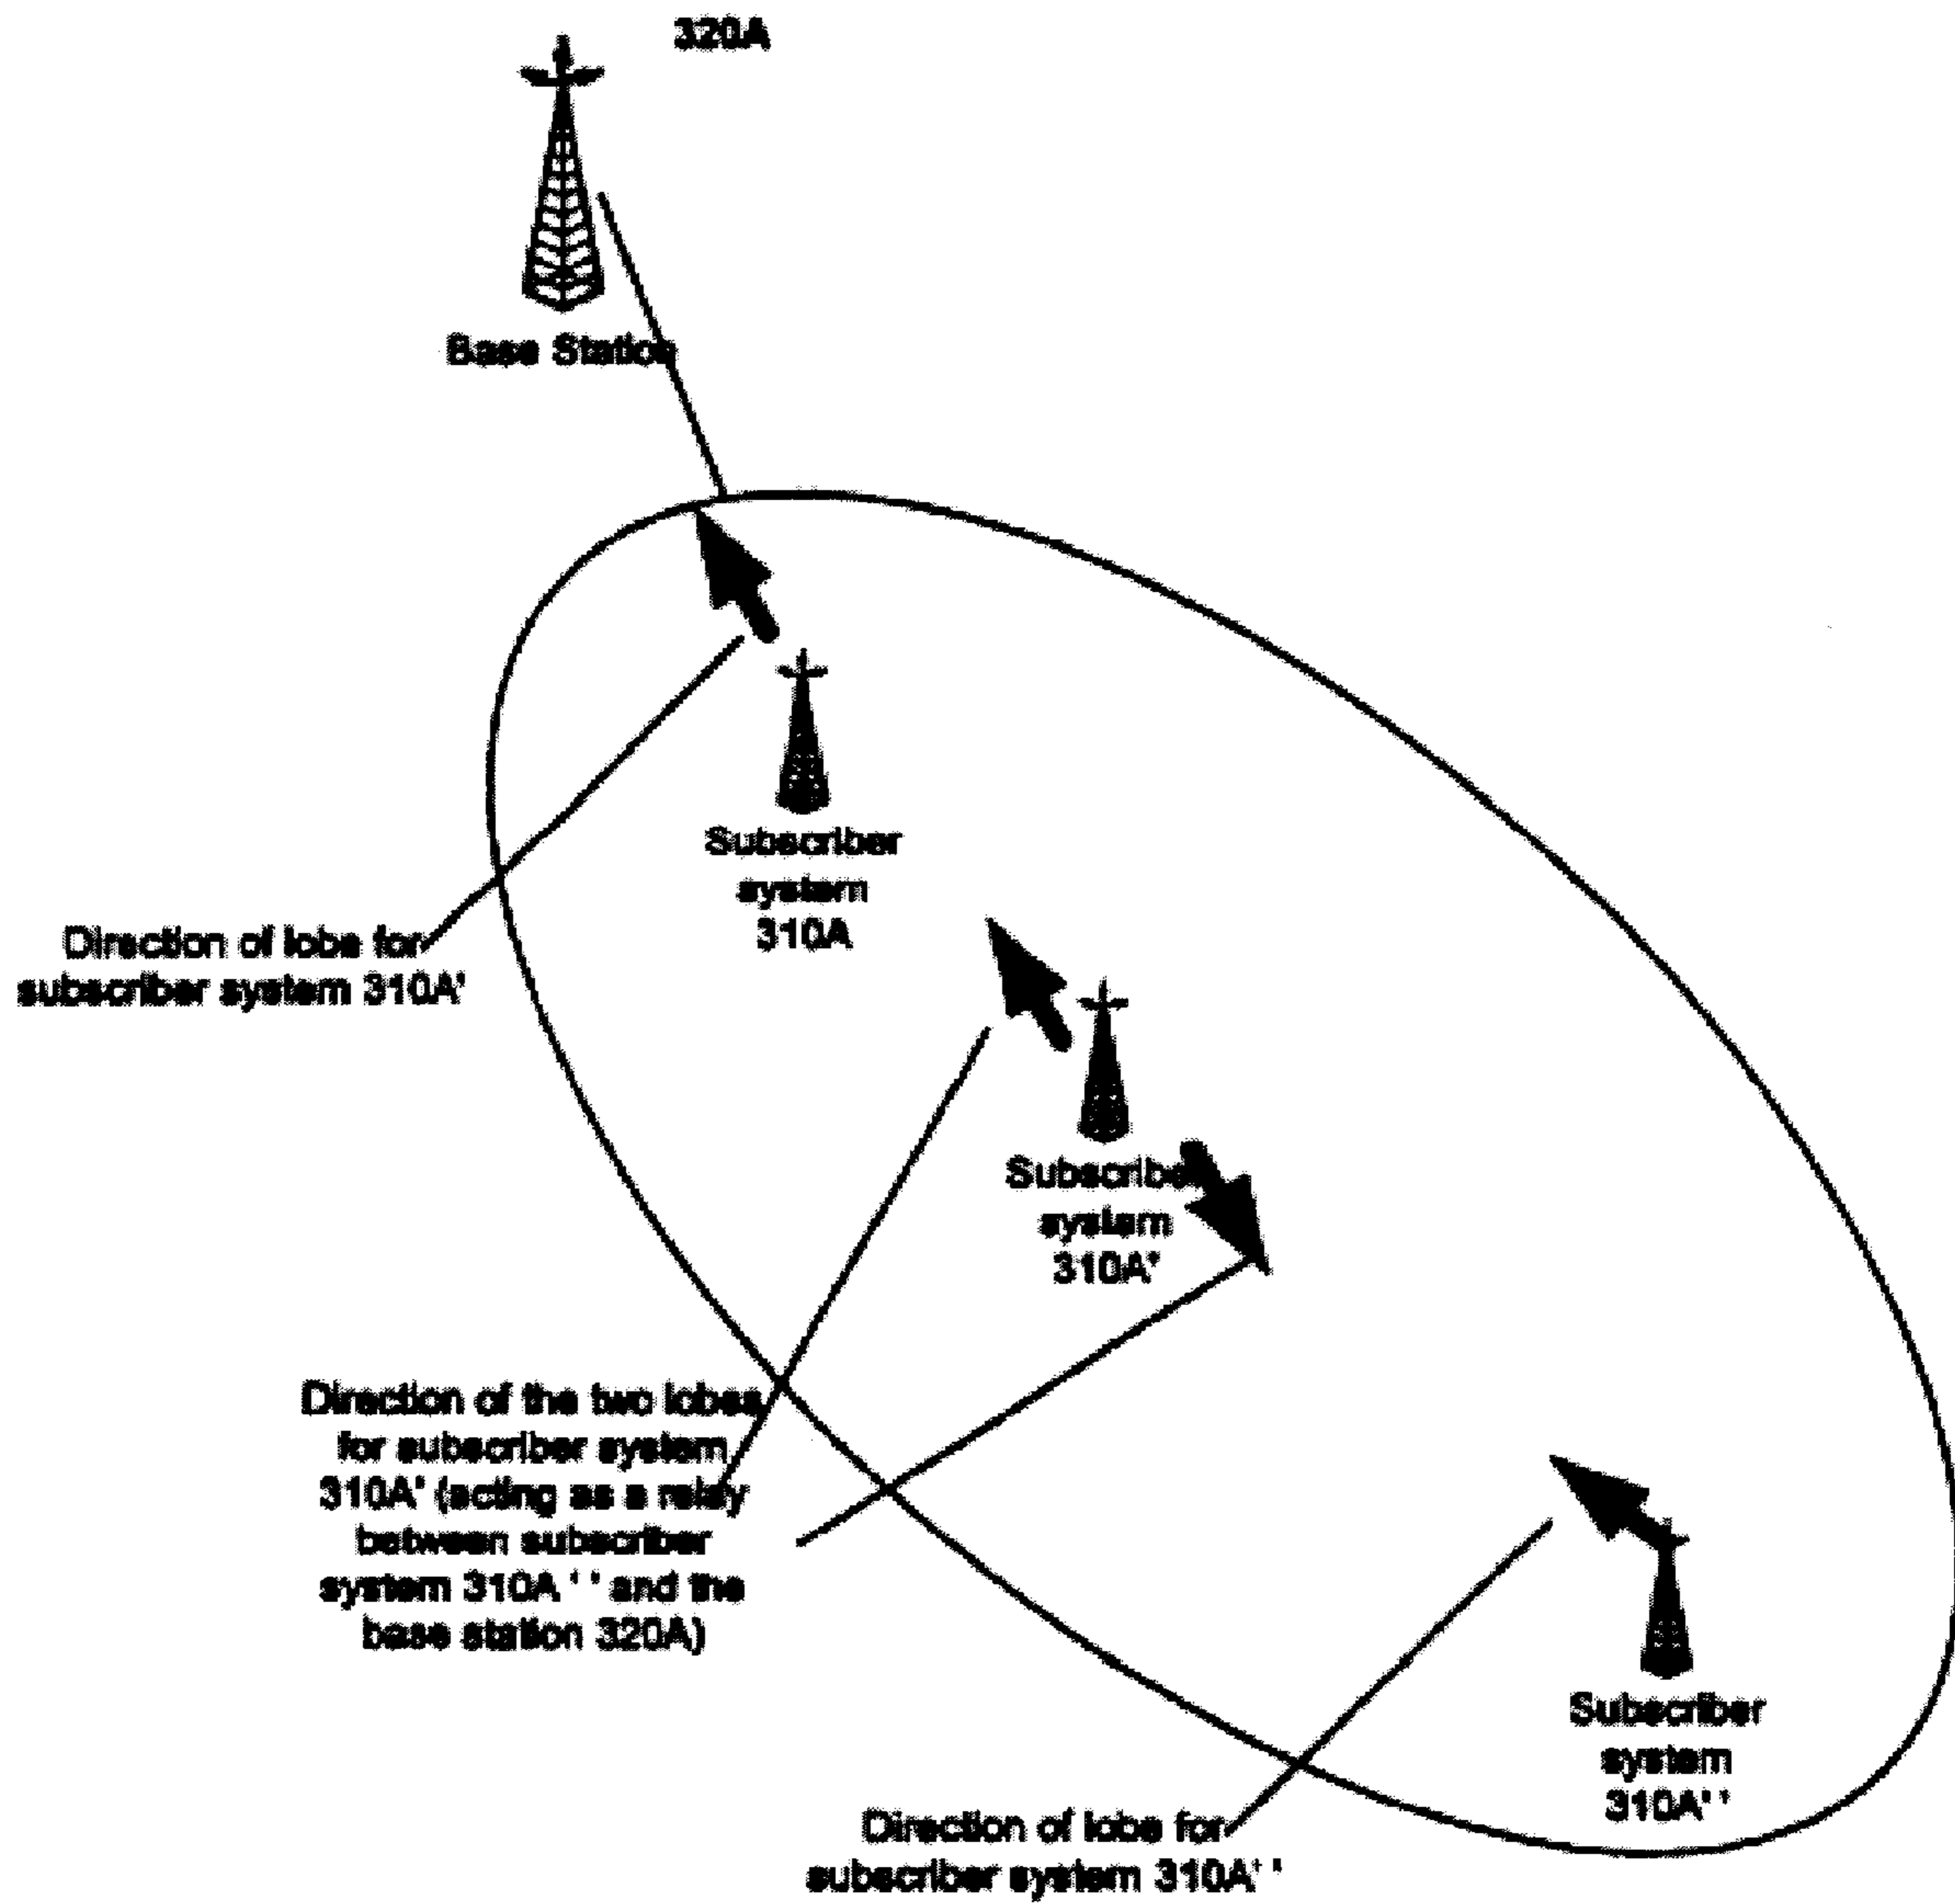 320A
Base Station
Subscriber
system
310A
Direction of lobe for
subscriber system 310A'
Subscriber
system
310A'
Direction of the two lobes
for subscriber system
310A' (acting as a relay
between subscriber
system 310A'' and the
base station 320A)
Subscriber
system
310A''
Direction of lobe for
subscriber system 310A''